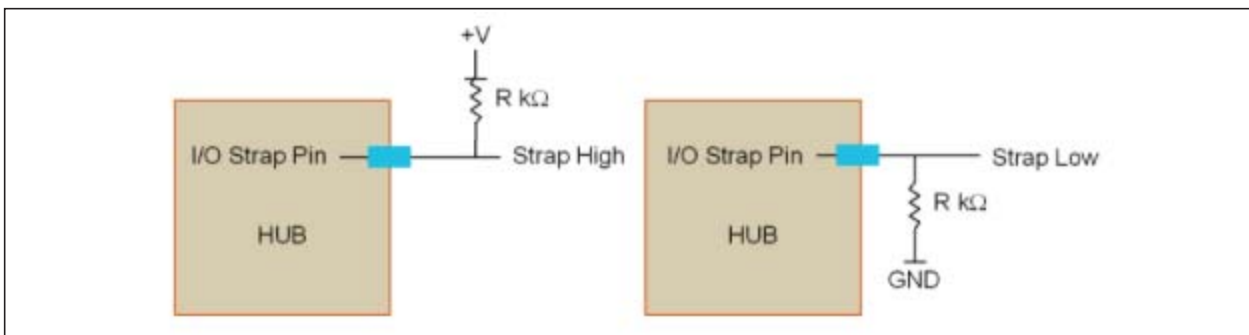 +V
R kΩ
I/O Strap Pin
Strap High
HUB
I/O Strap Pin
Strap Low
R kΩ
HUB
GND